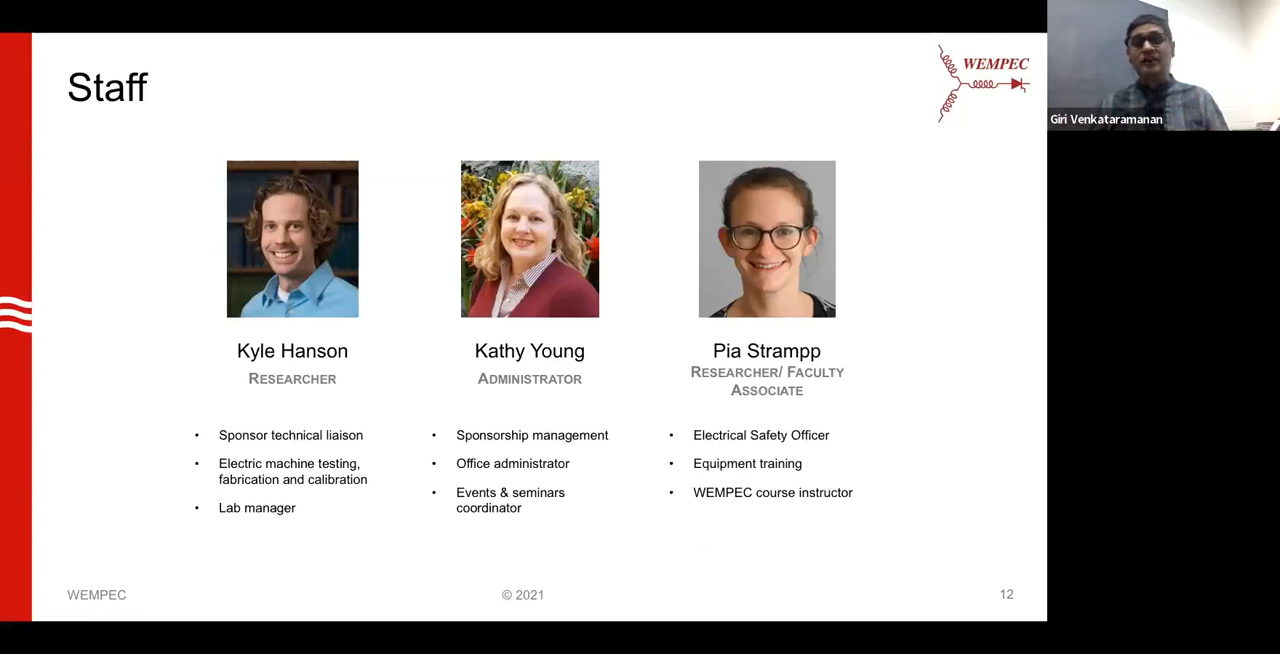 Staff
WEMPEC
Giri Venkataramanan
Kyle Hanson
RESEARCHER
• Sponsor technical liaison
• Electric machine testing,
fabrication and calibration
• Lab manager
Kathy Young
ADMINISTRATOR
• Sponsorship management
• Office administrator
• Events & seminars
coordinator
Pia Strampp
RESEARCHER/ FACULTY
ASSOCIATE
• Electrical Safety Officer
• Equipment training
• WEMPEC course instructor
WEMPEC
© 2021
12